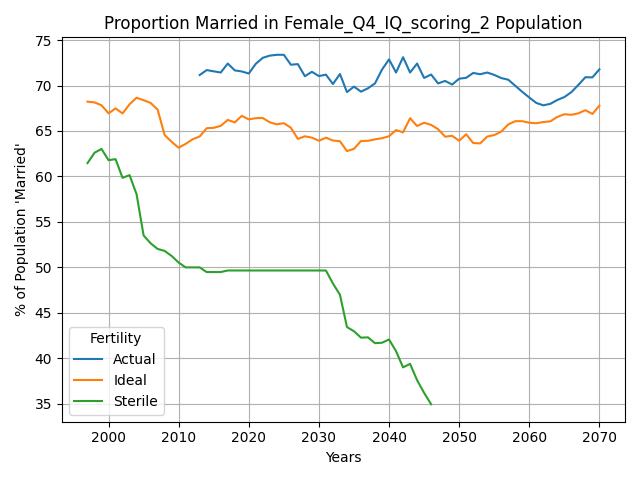 Proportion Married in Female_Q4_IQ_scoring_2 Population
% of Population 'Married'
75
70
65
60
55
50
45
40
35
Fertility
Actual
Ideal
Sterile
2000 2010 2020 2030 2040 2050 2060 2070
Years